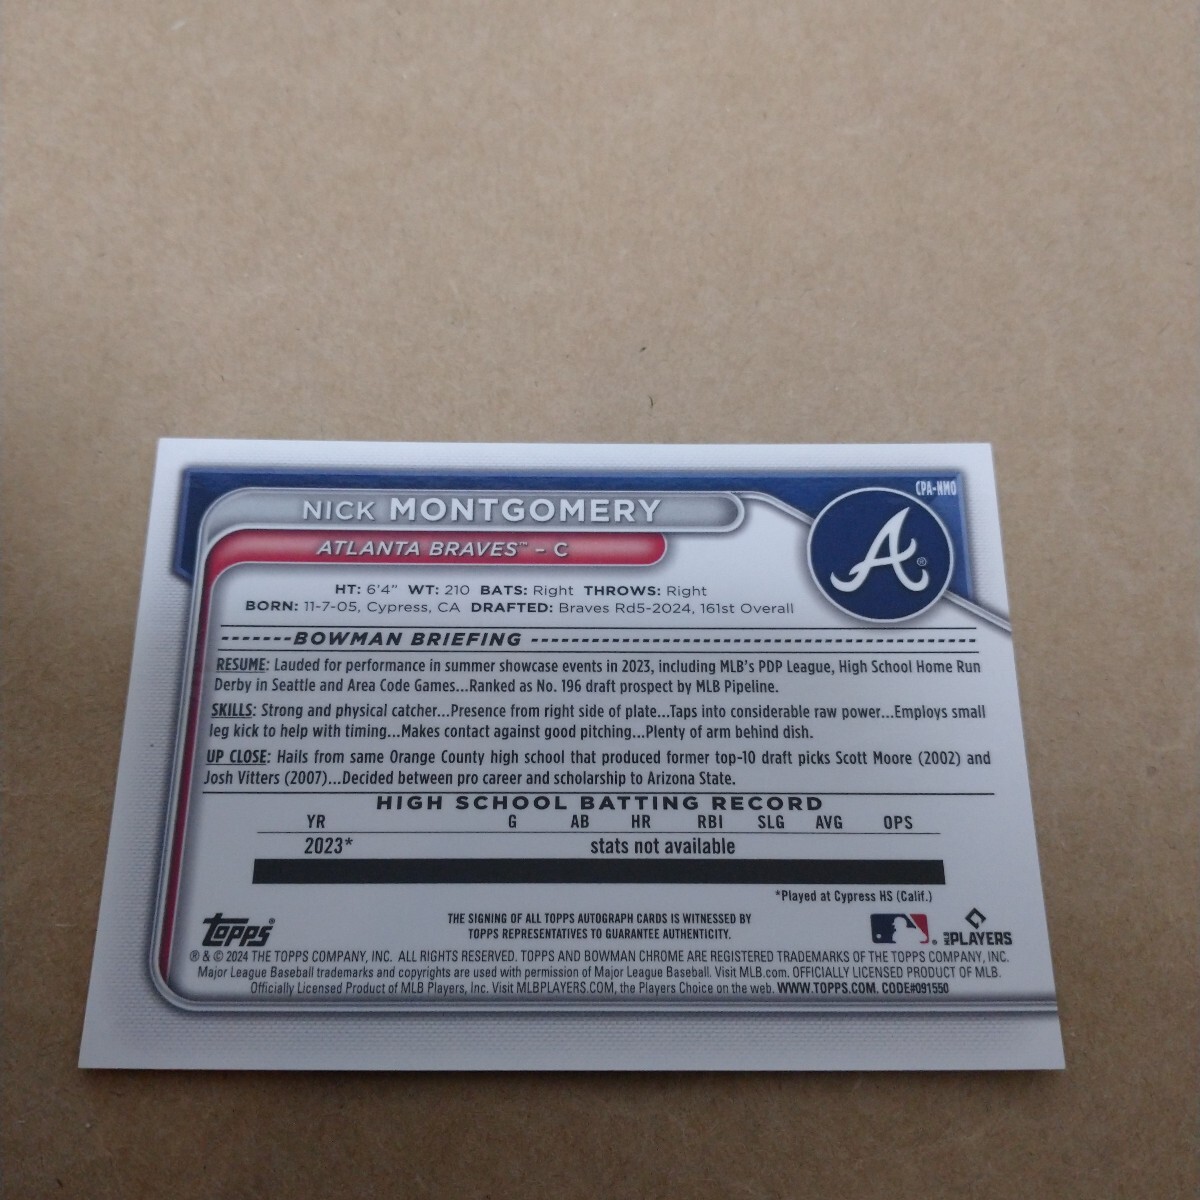 CPA-NMO
NICK MONTGOMERY
ATLANTA BRAVES™ – C
A®
HT: 6'4" WT: 210 BATS: Right THROWS: Right
BORN: 11-7-05, Cypress, CA DRAFTED: Braves Rd5-2024, 161st Overall
BOWMAN BRIEFING
RESUME: Lauded for performance in summer showcase events in 2023, including MLB's PDP League, High School Home Run
Derby in Seattle and Area Code Games...Ranked as No. 196 draft prospect by MLB Pipeline.
SKILLS: Strong and physical catcher...Presence from right side of plate...Taps into considerable raw power...Employs small
leg kick to help with timing...Makes contact against good pitching...Plenty of arm behind dish.
UP CLOSE: Hails from same Orange County high school that produced former top-10 draft picks Scott Moore (2002) and
Josh Vitters (2007)...Decided between pro career and scholarship to Arizona State.
HIGH SCHOOL BATTING RECORD
YR G AB HR RBI SLG AVG OPS
2023* stats not available
*Played at Cypress HS (Calif.)
topps®
THE SIGNING OF ALL TOPPS AUTOGRAPH CARDS IS WITNESSED BY
TOPPS REPRESENTATIVES TO GUARANTEE AUTHENTICITY.
MLB PLAYERS
® & © 2024 THE TOPPS COMPANY, INC. ALL RIGHTS RESERVED. TOPPS AND BOWMAN CHROME ARE REGISTERED TRADEMARKS OF THE TOPPS COMPANY, INC.
Major League Baseball trademarks and copyrights are used with permission of Major League Baseball. Visit MLB.com. OFFICIALLY LICENSED PRODUCT OF MLB.
Officially Licensed Product of MLB Players, Inc. Visit MLBPLAYERS.COM, the Players Choice on the web. WWW.TOPPS.COM. CODE#091550